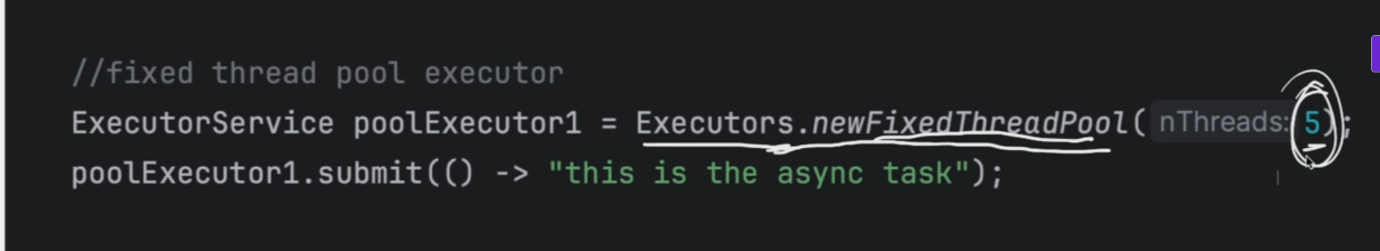 //fixed thread pool executor
ExecutorService poolExecutor1 = Executors.newFixedThreadPool( nThreads: 5);
poolExecutor1.submit(() -> "this is the async task");